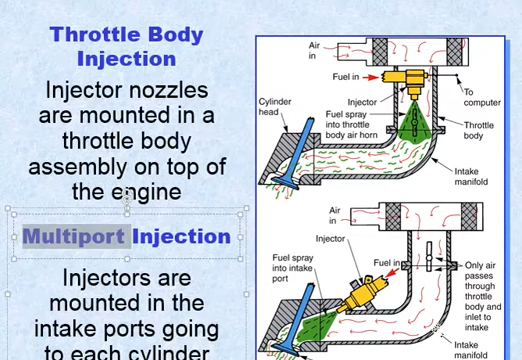 Throttle Body
Injection
Injector nozzles
are mounted in a
throttle body
assembly on top of
the engine
Multiport Injection
Injectors are
mounted in the
intake ports going
to each cylinder
Air
in
Fuel in
Injector
To
computer
Cylinder
head
Fuel spray
into throttle
body air horn
Throttle
body
Intake
manifold
Air
in
Injector
Fuel spray
into intake
port
Fuel in
Only air
passes
through
throttle
body and
inlet to
intake
Intake
manifold